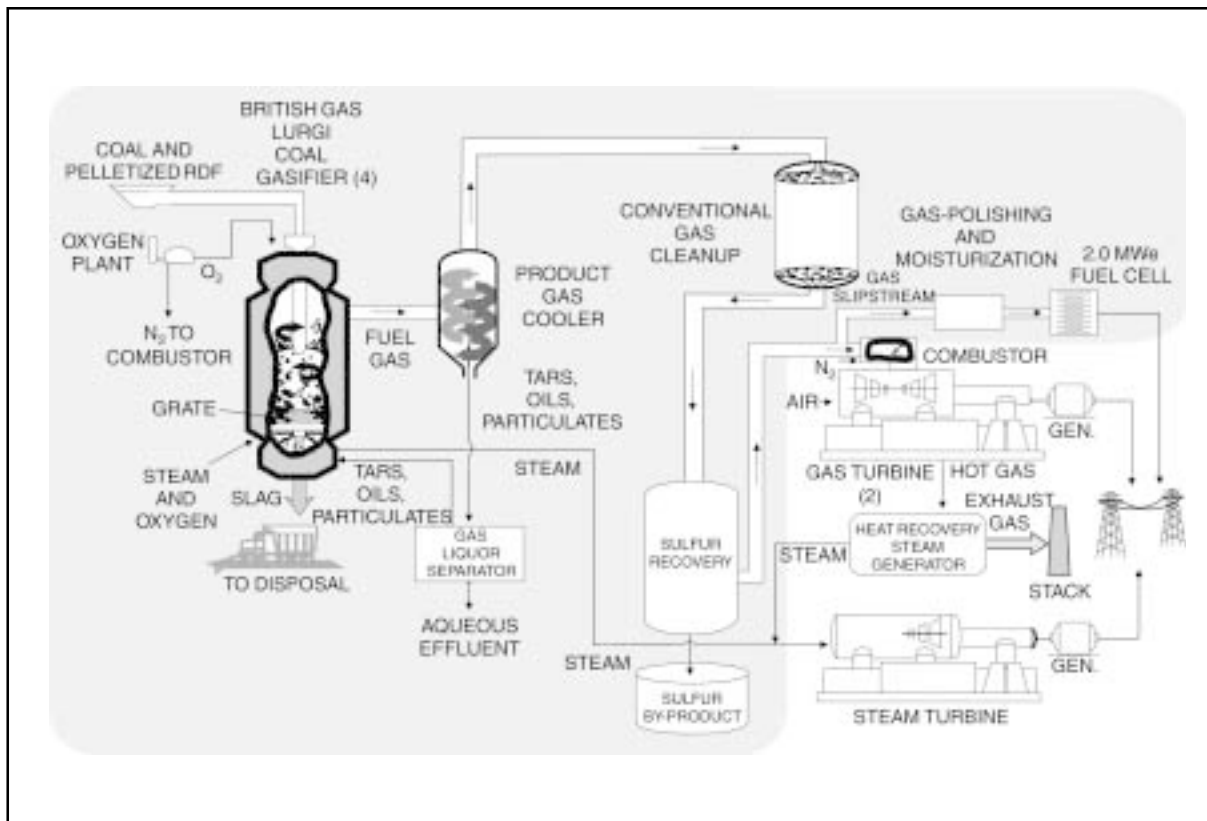 BRITISH GAS
LURGI
COAL
GASIFIER (4)
COAL AND
PELLETIZED RDF
OXYGEN
PLANT
O2
N2 TO
COMBUSTOR
GRATE
STEAM
AND
OXYGEN
SLAG
TO DISPOSAL
FUEL
GAS
PRODUCT
GAS
COOLER
TARS,
OILS,
PARTICULATES
STEAM
TARS,
OILS,
PARTICULATES
GAS
LIQUOR
SEPARATOR
AQUEOUS
EFFLUENT
CONVENTIONAL
GAS
CLEANUP
SULFUR
RECOVERY
STEAM
SULFUR
BY-PRODUCT
GAS-POLISHING
AND
MOISTURIZATION
GAS
SLIPSTREAM
2.0 MWe
FUEL CELL
COMBUSTOR
N2
AIR
GEN.
GAS TURBINE
(2)
HOT GAS
EXHAUST
GAS
HEAT RECOVERY
STEAM
GENERATOR
STEAM
STACK
GEN.
STEAM TURBINE